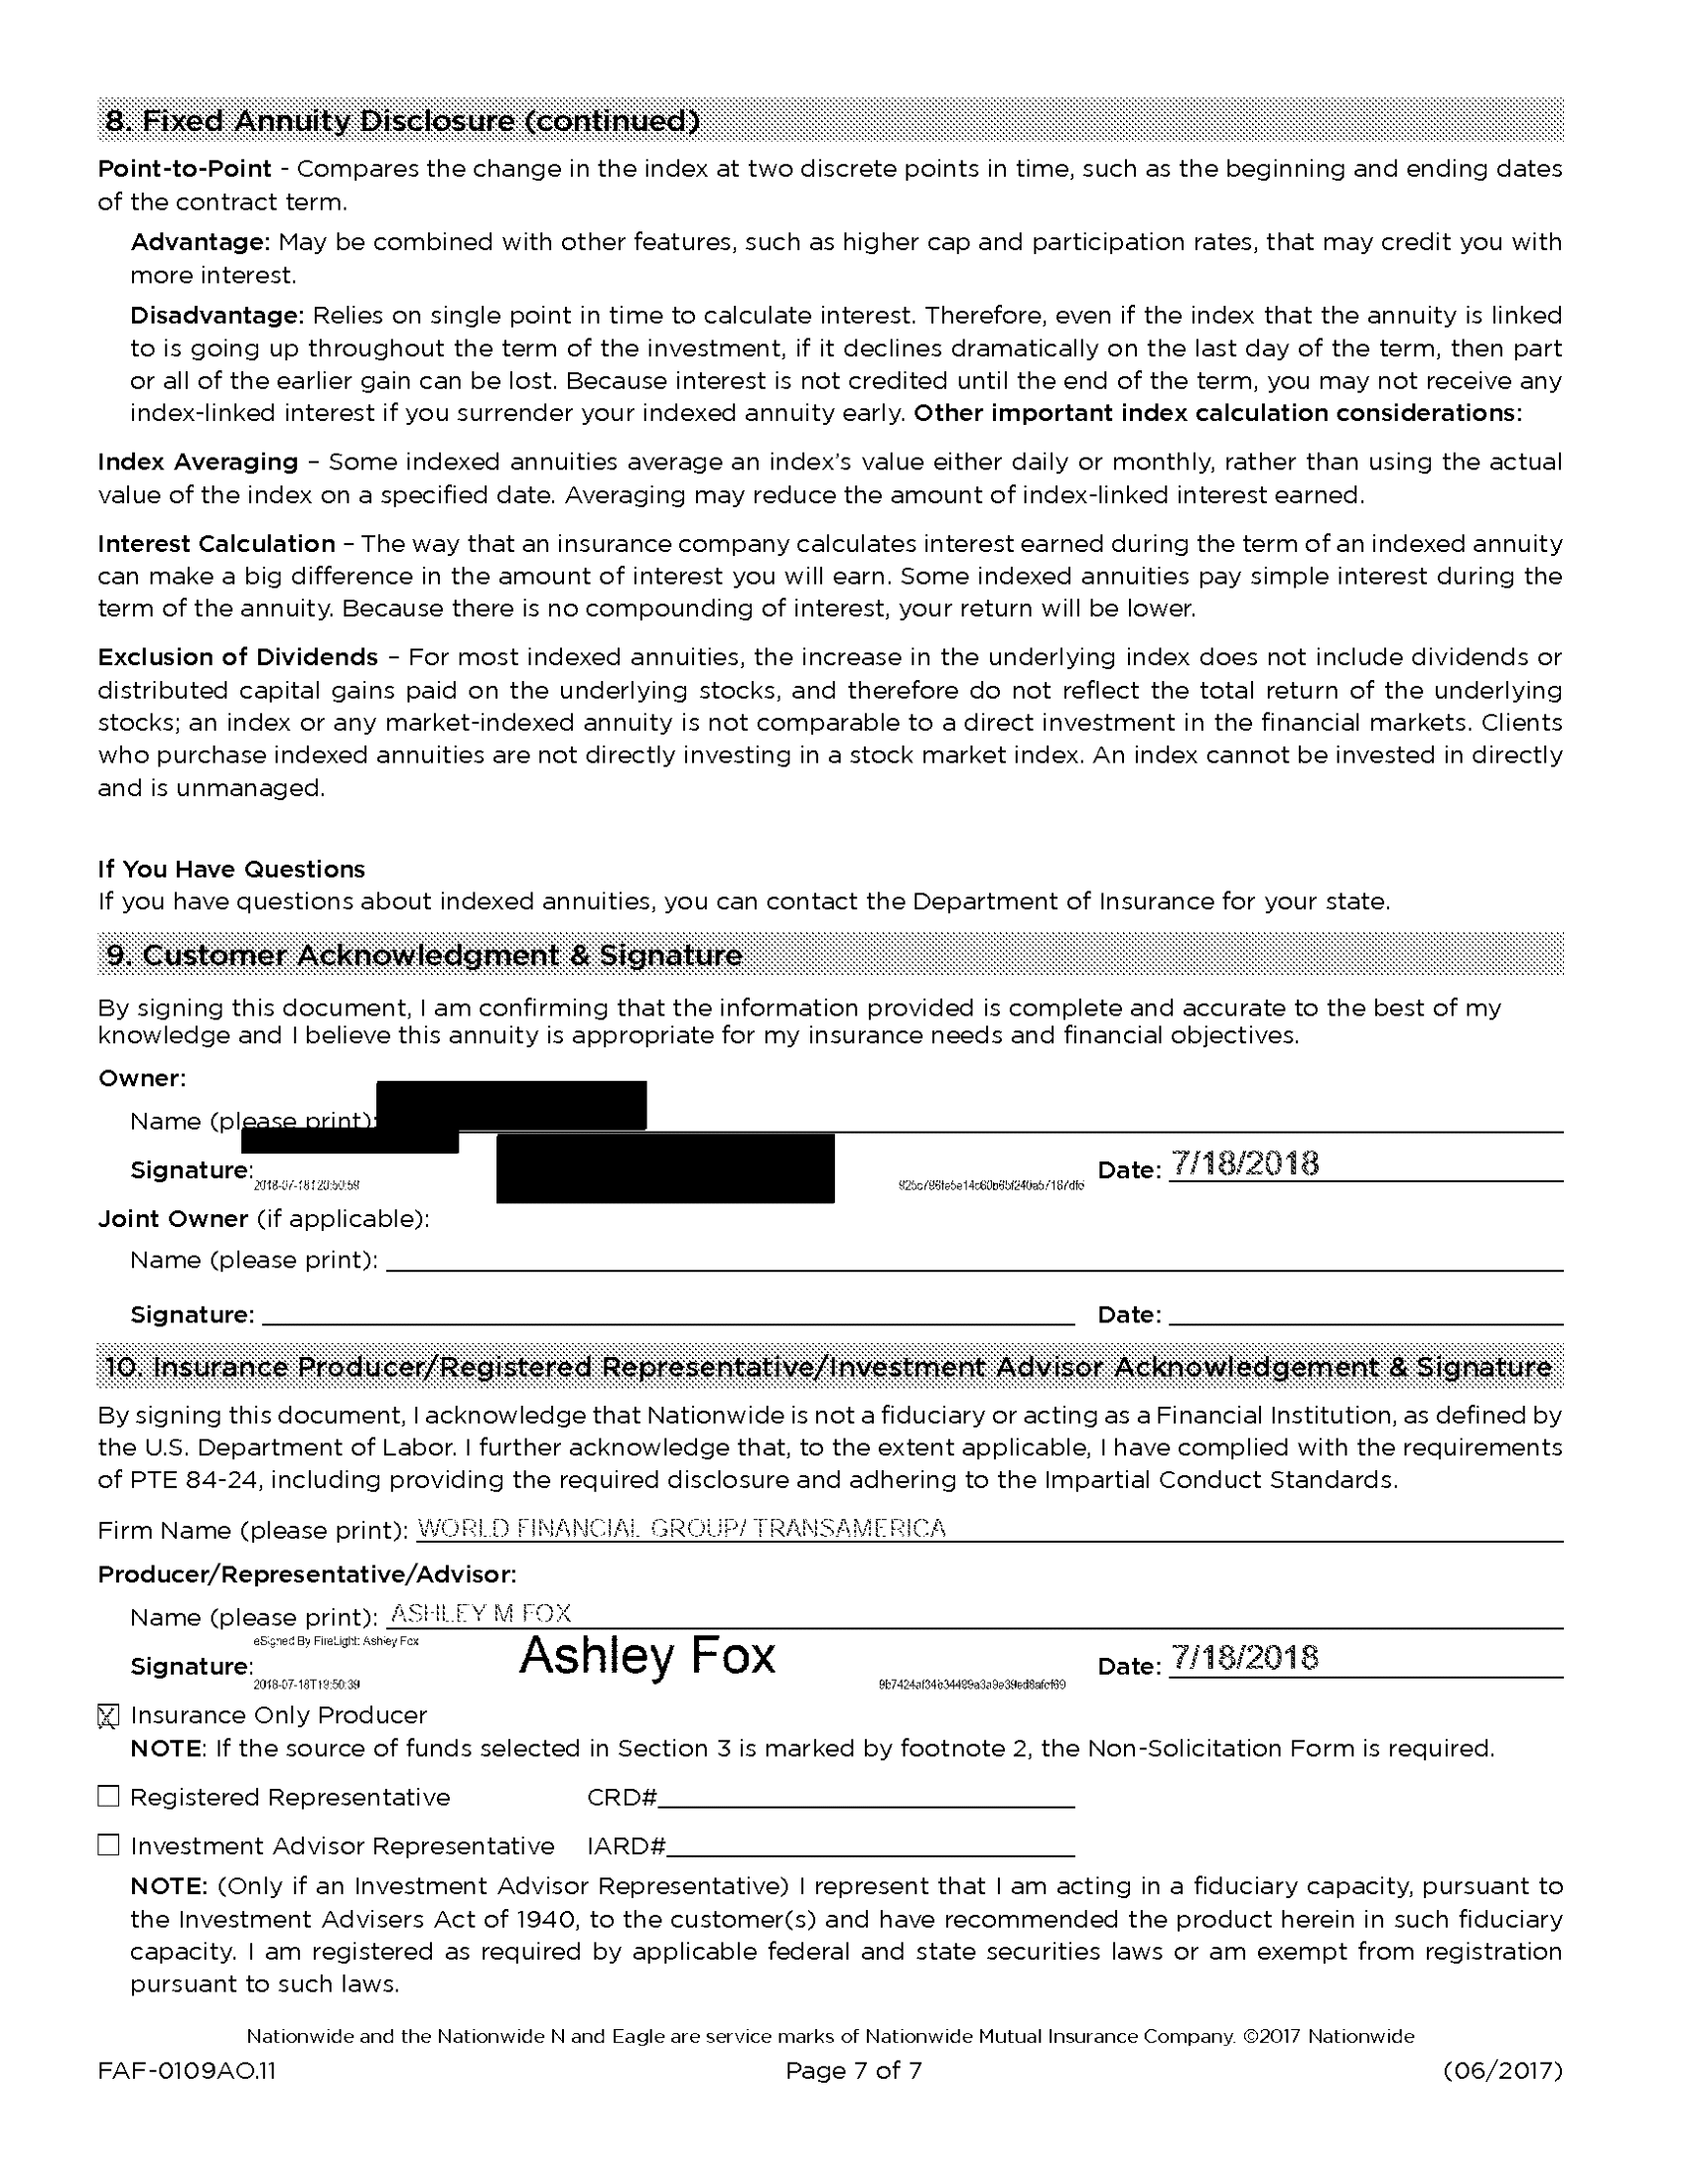 8. Fixed Annuity Disclosure (continued)
Point-to-Point - Compares the change in the index at two discrete points in time, such as the beginning and ending dates
of the contract term.
Advantage: May be combined with other features, such as higher cap and participation rates, that may credit you with
more interest.
Disadvantage: Relies on single point in time to calculate interest. Therefore, even if the index that the annuity is linked
to is going up throughout the term of the investment, if it declines dramatically on the last day of the term, then part
or all of the earlier gain can be lost. Because interest is not credited until the end of the term, you may not receive any
index-linked interest if you surrender your indexed annuity early. Other important index calculation considerations:
Index Averaging – Some indexed annuities average an index's value either daily or monthly, rather than using the actual
value of the index on a specified date. Averaging may reduce the amount of index-linked interest earned.
Interest Calculation – The way that an insurance company calculates interest earned during the term of an indexed annuity
can make a big difference in the amount of interest you will earn. Some indexed annuities pay simple interest during the
term of the annuity. Because there is no compounding of interest, your return will be lower.
Exclusion of Dividends – For most indexed annuities, the increase in the underlying index does not include dividends or
distributed capital gains paid on the underlying stocks, and therefore do not reflect the total return of the underlying
stocks; an index or any market-indexed annuity is not comparable to a direct investment in the financial markets. Clients
who purchase indexed annuities are not directly investing in a stock market index. An index cannot be invested in directly
and is unmanaged.
If You Have Questions
If you have questions about indexed annuities, you can contact the Department of Insurance for your state.
9. Customer Acknowledgment & Signature
By signing this document, I am confirming that the information provided is complete and accurate to the best of my
knowledge and I believe this annuity is appropriate for my insurance needs and financial objectives.
Owner:
Name (please print):
Signature: Date: 7/18/2018
Joint Owner (if applicable):
Name (please print):
Signature: Date:
10. Insurance Producer/Registered Representative/Investment Advisor Acknowledgement & Signature
By signing this document, I acknowledge that Nationwide is not a fiduciary or acting as a Financial Institution, as defined by
the U.S. Department of Labor. I further acknowledge that, to the extent applicable, I have complied with the requirements
of PTE 84-24, including providing the required disclosure and adhering to the Impartial Conduct Standards.
Firm Name (please print): WORLD FINANCIAL GROUP/ TRANSAMERICA
Producer/Representative/Advisor:
Name (please print): ASHLEY M FOX
eSigned By FireLight: Ashley Fox
Signature: Ashley Fox Date: 7/18/2018
2018-07-18T19:50:39
X Insurance Only Producer
NOTE: If the source of funds selected in Section 3 is marked by footnote 2, the Non-Solicitation Form is required.
Registered Representative CRD#
Investment Advisor Representative IARD#
NOTE: (Only if an Investment Advisor Representative) I represent that I am acting in a fiduciary capacity, pursuant to
the Investment Advisers Act of 1940, to the customer(s) and have recommended the product herein in such fiduciary
capacity. I am registered as required by applicable federal and state securities laws or am exempt from registration
pursuant to such laws.
Nationwide and the Nationwide N and Eagle are service marks of Nationwide Mutual Insurance Company. ©2017 Nationwide
FAF-0109AO.11 Page 7 of 7 (06/2017)